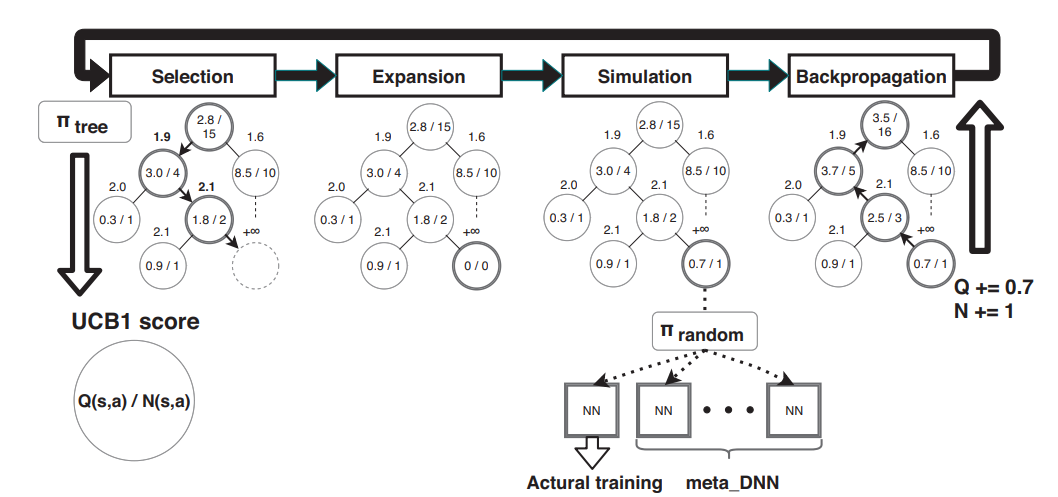 Selection
Expansion
Simulation
Backpropagation
π tree
2.8 /
15
1.9
1.6
3.0 / 4
8.5 / 10
2.0
2.1
0.3 / 1
1.8 / 2
2.1
+∞
0.9 / 1
UCB1 score
Q(s,a) / N(s,a)
2.8 / 15
1.9
1.6
3.0 / 4
8.5 / 10
2.0
2.1
0.3 / 1
1.8 / 2
2.1
+∞
0.9 / 1
0 / 0
2.8 / 15
1.9
1.6
3.0 / 4
8.5 / 10
2.0
2.1
0.3 / 1
1.8 / 2
2.1
+∞
0.9 / 1
0.7 / 1
π random
NN
NN
NN
Actural training
meta_DNN
3.5 /
16
1.9
1.6
3.7 / 5
8.5 / 10
2.0
2.1
0.3 / 1
2.5 / 3
2.1
+∞
0.9 / 1
0.7 / 1
Q += 0.7
N += 1